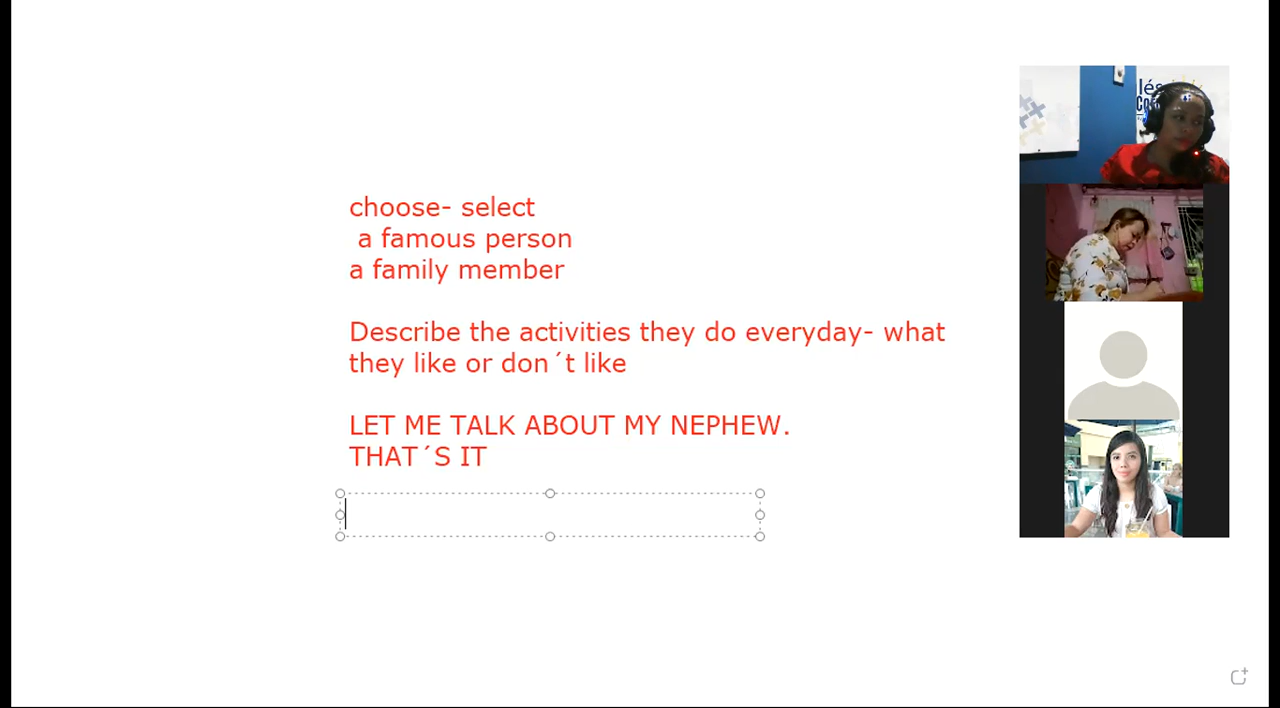 choose- select
a famous person
a family member
Describe the activities they do everyday- what
they like or don´t like
LET ME TALK ABOUT MY NEPHEW.
THAT´S IT
lés